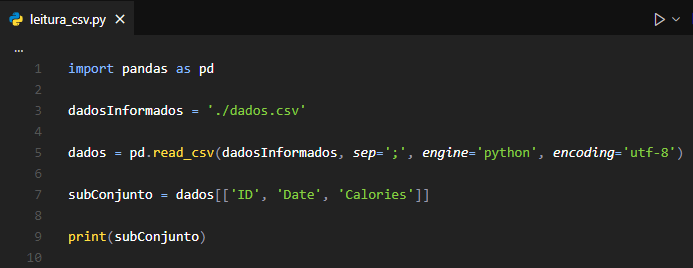 leitura_csv.py ×
...
1 import pandas as pd
2
3 dadosInformados = './dados.csv'
4
5 dados = pd.read_csv(dadosInformados, sep=';', engine='python', encoding='utf-8')
6
7 subConjunto = dados[['ID', 'Date', 'Calories']]
8
9 print(subConjunto)
10